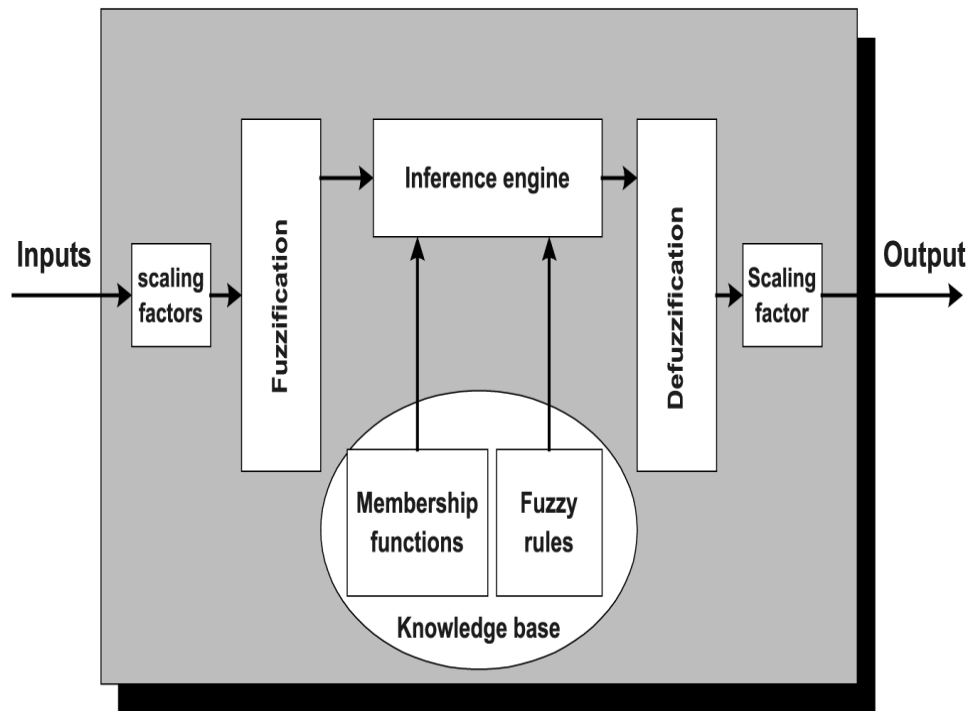 Inputs
scaling
factors
Fuzzification
Inference engine
Defuzzification
Scaling
factor
Output
Membership
functions
Fuzzy
rules
Knowledge base